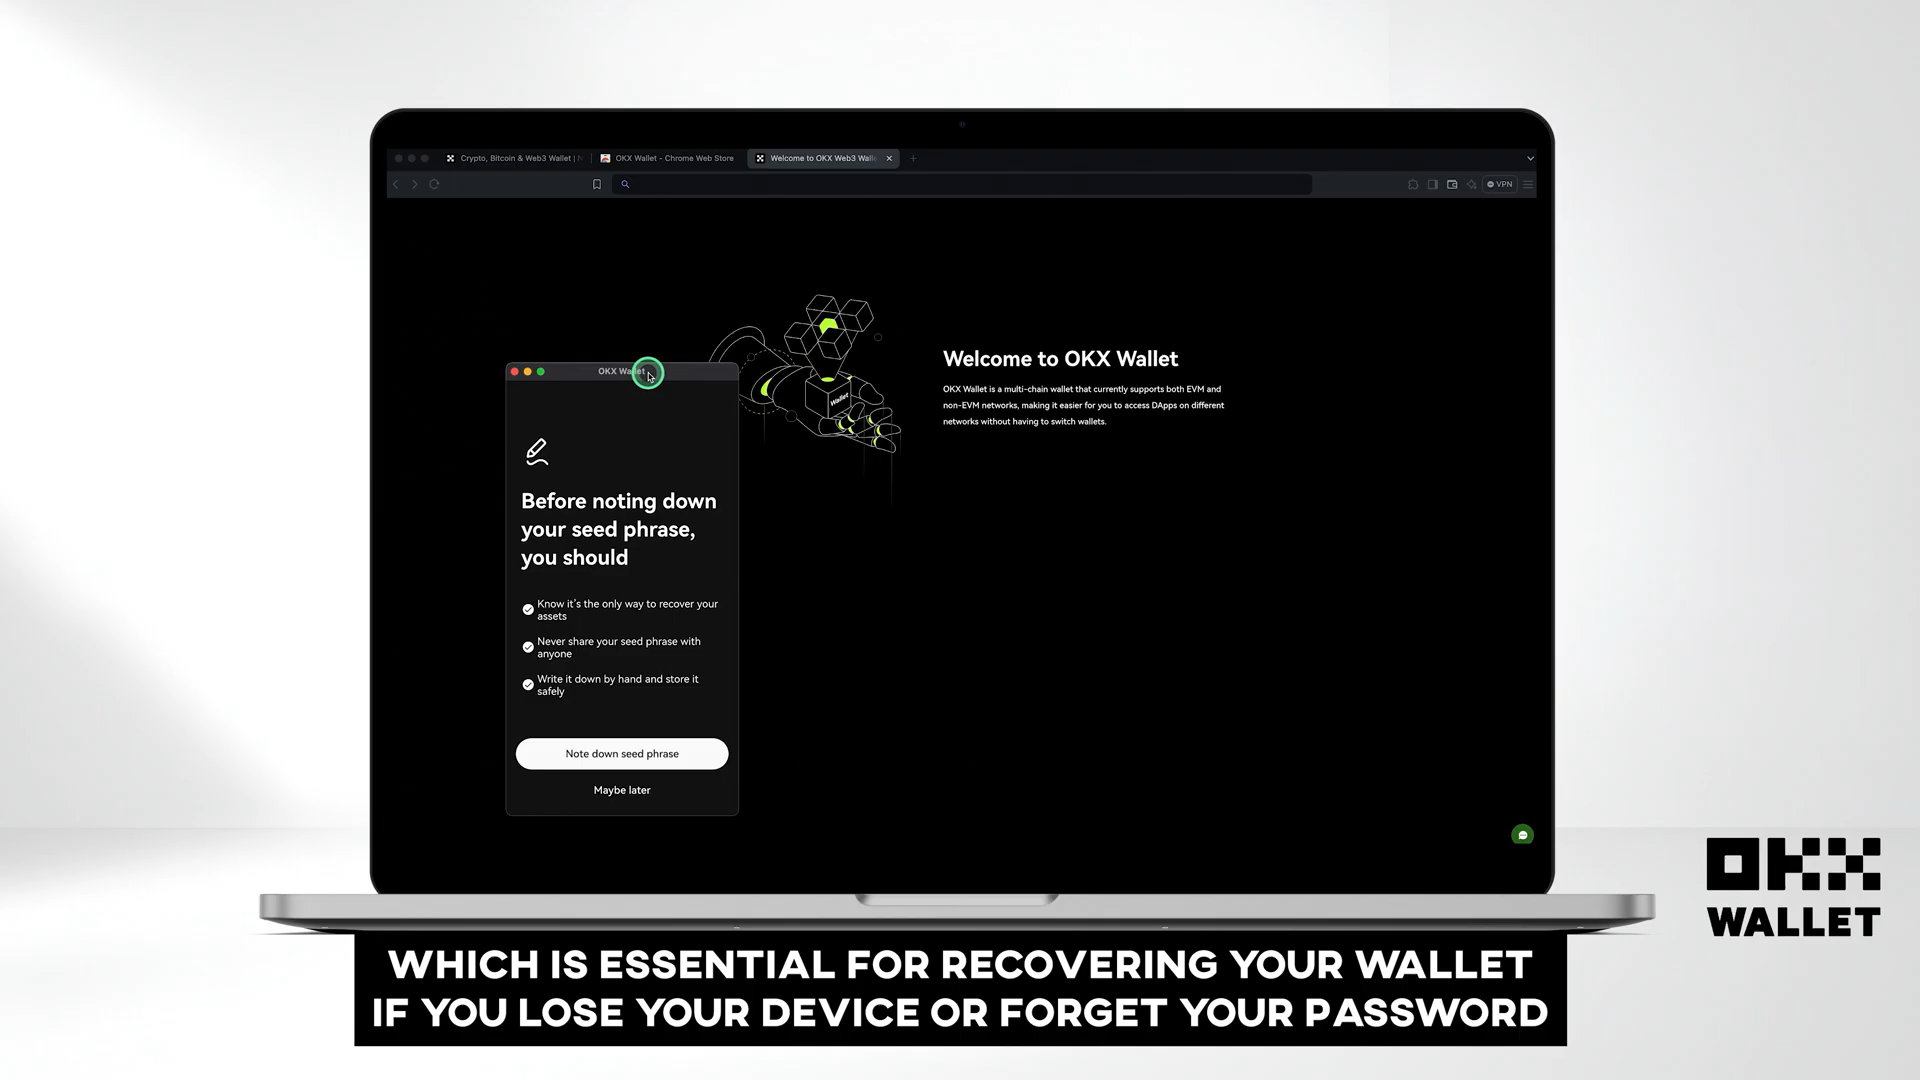 Crypto, Bitcoin & Web3 Wallet |
OKX Wallet - Chrome Web Store
Welcome to OKX Web3 Wall
VPN
OKX Wallet
Wallet
Welcome to OKX Wallet
OKX Wallet is a multi-chain wallet that currently supports both EVM and
non-EVM networks, making it easier for you to access DApps on different
networks without having to switch wallets.
Before noting down
your seed phrase,
you should
Know it's the only way to recover your
assets
Never share your seed phrase with
anyone
Write it down by hand and store it
safely
Note down seed phrase
Maybe later
OKX
WALLET
WHICH IS ESSENTIAL FOR RECOVERING YOUR WALLET
IF YOU LOSE YOUR DEVICE OR FORGET YOUR PASSWORD